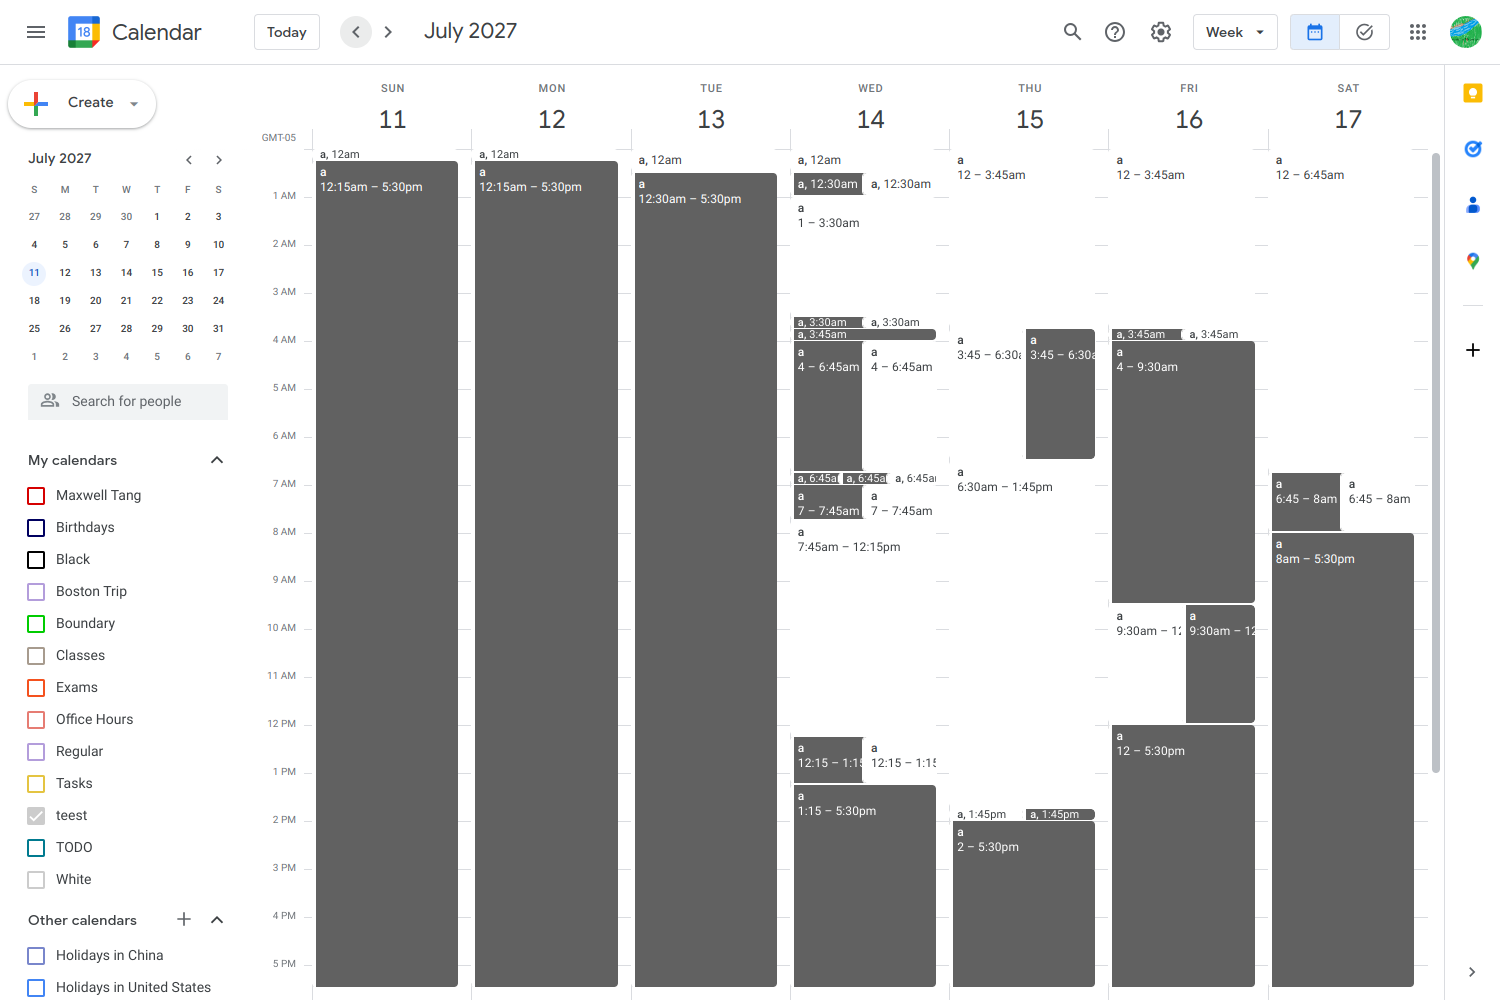 18 Calendar
Today
July 2027
Week
Create
July 2027
S M T W T F S
27 28 29 30 1 2 3
4 5 6 7 8 9 10
11 12 13 14 15 16 17
18 19 20 21 22 23 24
25 26 27 28 29 30 31
1 2 3 4 5 6 7
Search for people
My calendars
Maxwell Tang
Birthdays
Black
Boston Trip
Boundary
Classes
Exams
Office Hours
Regular
Tasks
teest
TODO
White
Other calendars
Holidays in China
Holidays in United States
GMT-05
1 AM
2 AM
3 AM
4 AM
5 AM
6 AM
7 AM
8 AM
9 AM
10 AM
11 AM
12 PM
1 PM
2 PM
3 PM
4 PM
5 PM
SUN
11
a, 12am
a
12:15am – 5:30pm
MON
12
a, 12am
a
12:15am – 5:30pm
TUE
13
a, 12am
a
12:30am – 5:30pm
WED
14
a, 12am
a, 12:30am
a, 12:30am
a
1 – 3:30am
a, 3:30am
a, 3:30am
a, 3:45am
a
4 – 6:45am
a
4 – 6:45am
a, 6:45a
a, 6:45a
a, 6:45a
a
7 – 7:45am
a
7 – 7:45am
a
7:45am – 12:15pm
a
12:15 – 1:15
a
12:15 – 1:15
a
1:15 – 5:30pm
THU
15
a
12 – 3:45am
a
3:45 – 6:30a
a
3:45 – 6:30a
a
6:30am – 1:45pm
a, 1:45pm
a, 1:45pm
a
2 – 5:30pm
FRI
16
a
12 – 3:45am
a, 3:45am
a, 3:45am
a
4 – 9:30am
a
9:30am – 12
a
9:30am – 12
a
12 – 5:30pm
SAT
17
a
12 – 6:45am
a
6:45 – 8am
a
6:45 – 8am
a
8am – 5:30pm